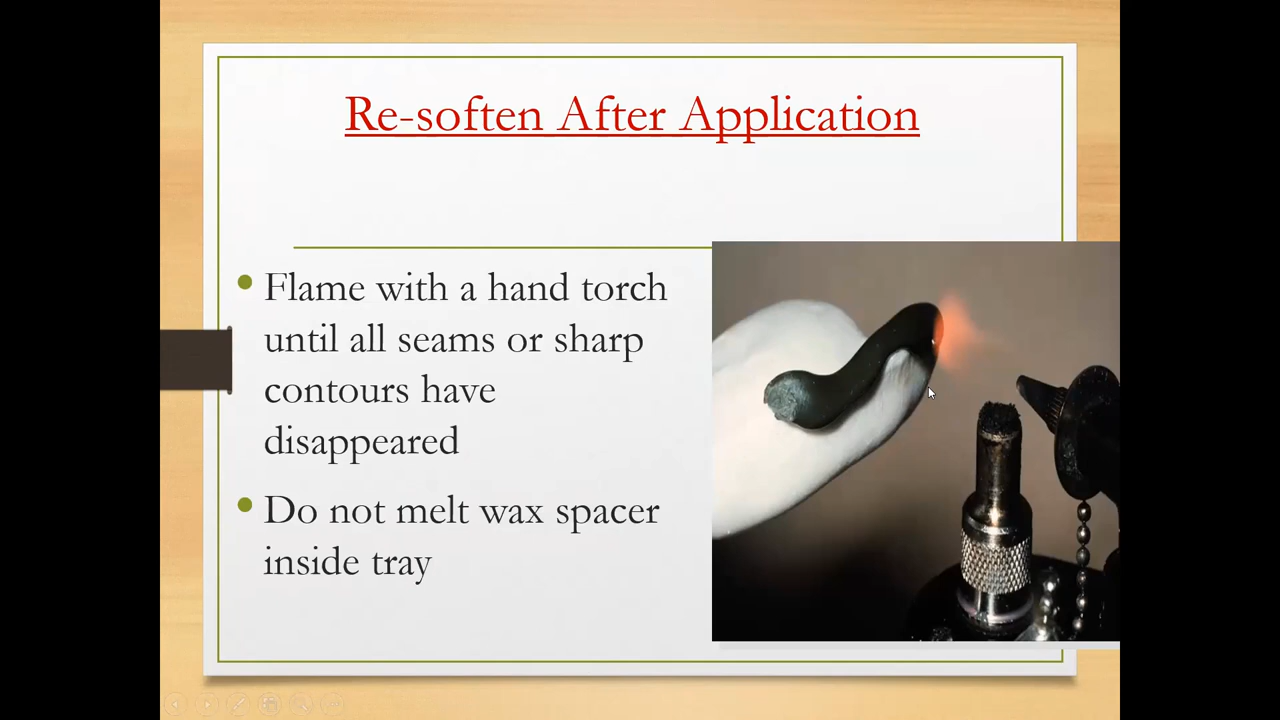 Re-soften After Application
Flame with a hand torch
until all seams or sharp
contours have
disappeared
Do not melt wax spacer
inside tray